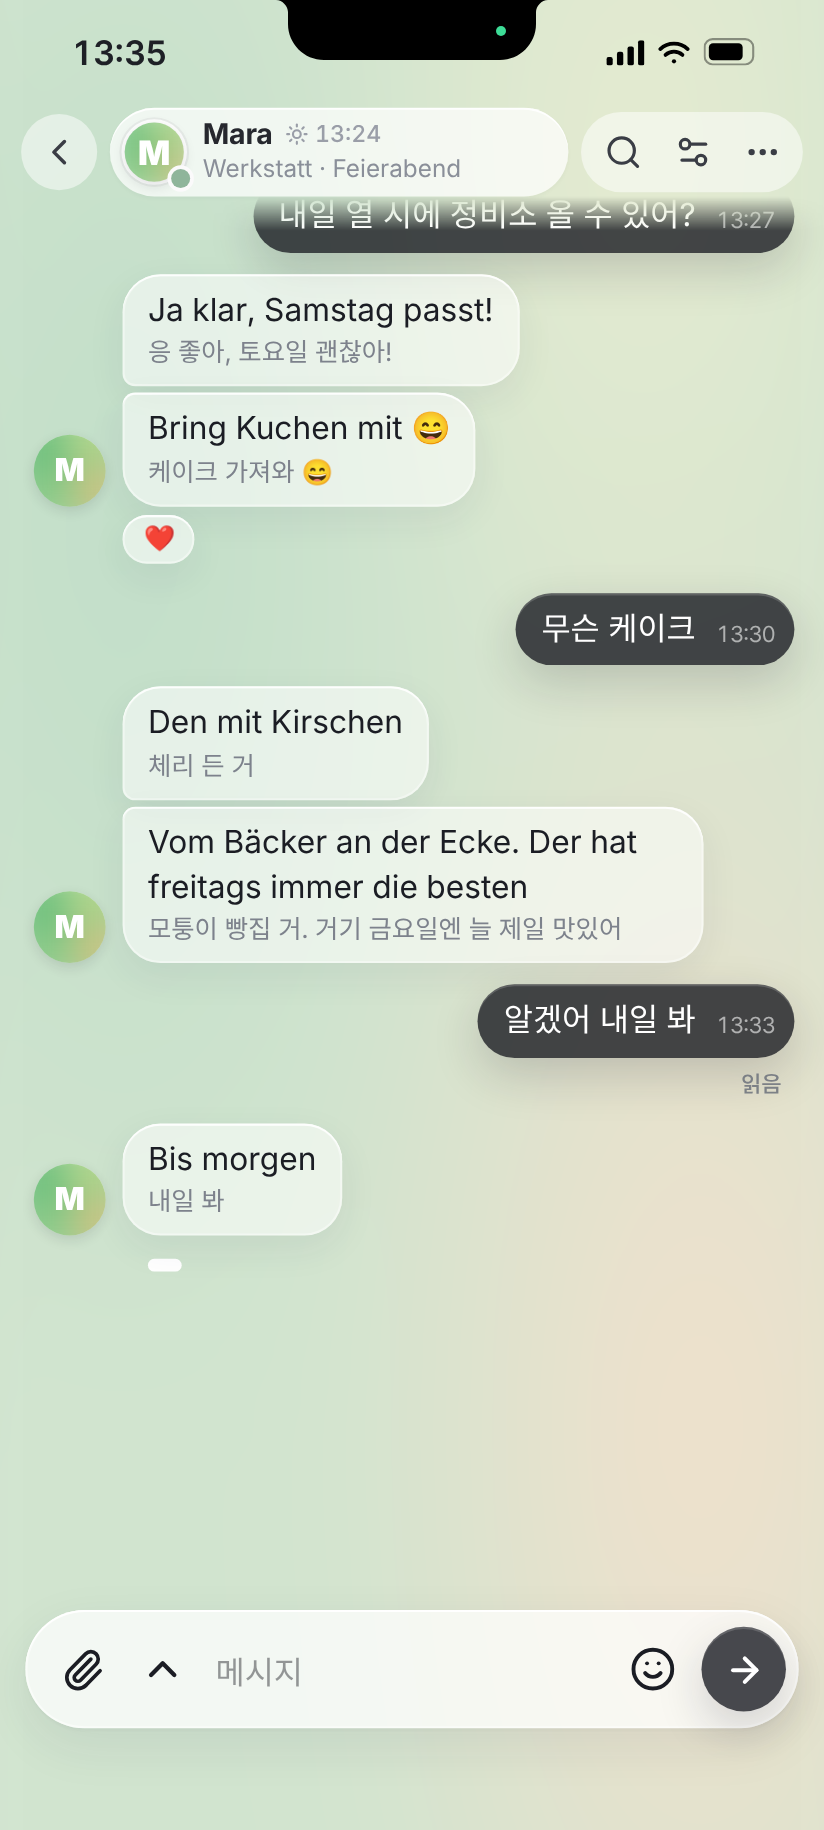 13:35
M
Mara 13:24
Werkstatt · Feierabend
내일 열 시에 정비소 올 수 있어? 13:27
Ja klar, Samstag passt!
응 좋아, 토요일 괜찮아!
Bring Kuchen mit 😄
케이크 가져와 😄
M
❤️
무슨 케이크 13:30
Den mit Kirschen
체리 든 거
Vom Bäcker an der Ecke. Der hat
freitags immer die besten
모퉁이 빵집 거. 거기 금요일엔 늘 제일 맛있어
M
알겠어 내일 봐 13:33
읽음
Bis morgen
내일 봐
M
메시지